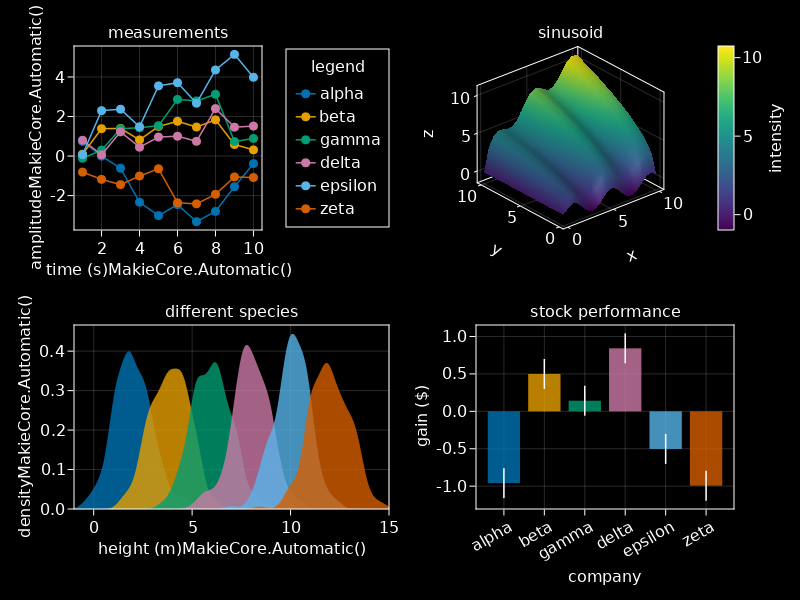 measurements
amplitudeMakieCore.Automatic()
4
2
0
-2
2
4
6
8
10
time (s)MakieCore.Automatic()
legend
alpha
beta
gamma
delta
epsilon
zeta
sinusoid
z
10
5
0
10
5
0
y
0
5
10
x
10
5
0
intensity
different species
densityMakieCore.Automatic()
0.4
0.3
0.2
0.1
0.0
0
5
10
15
height (m)MakieCore.Automatic()
stock performance
gain ($)
1.0
0.5
0.0
-0.5
-1.0
alpha
beta
gamma
delta
epsilon
zeta
company